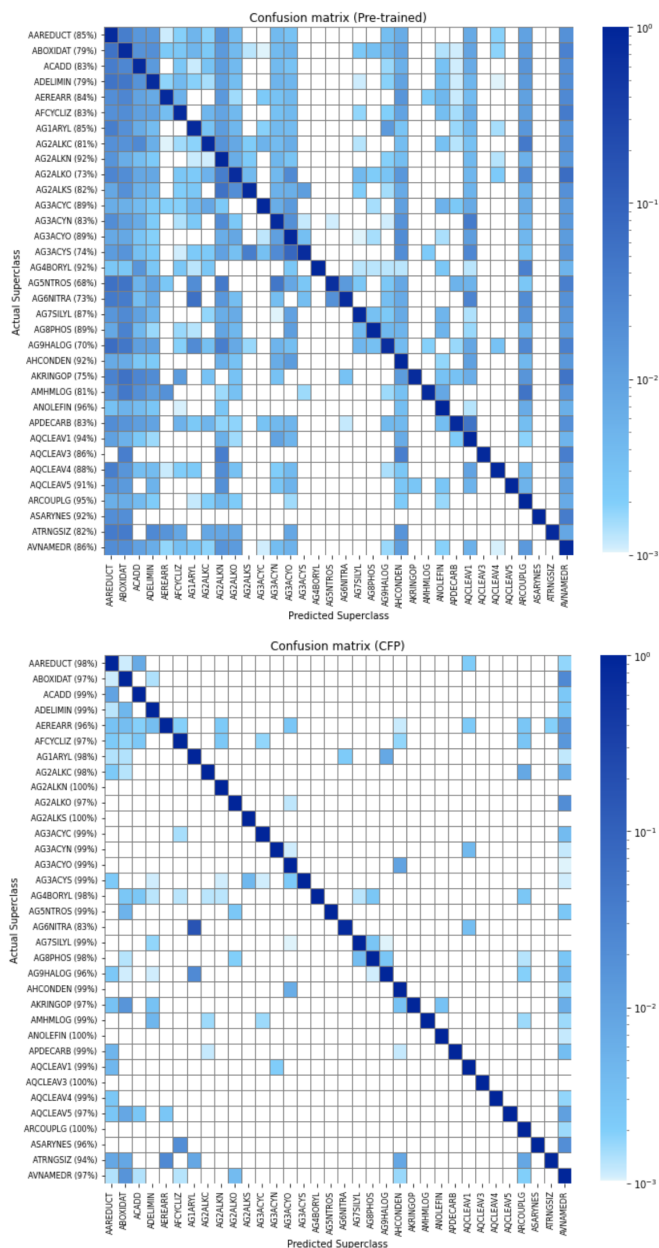 Confusion matrix (Pre-trained)
Actual Superclass
AAREDUCT (85%)
ABOXIDAT (79%)
ACADD (83%)
ADELIMIN (79%)
AEREARR (84%)
AFCYCLIZ (83%)
AG1ARYL (85%)
AG2ALKC (81%)
AG2ALKN (92%)
AG2ALKO (73%)
AG2ALKS (82%)
AG3ACYC (89%)
AG3ACYN (83%)
AG3ACYO (89%)
AG3ACYS (74%)
AG4BORYL (92%)
AG5NTROS (68%)
AG6NITRA (73%)
AG7SILYL (87%)
AG8PHOS (89%)
AG9HALOG (70%)
AHCONDEN (92%)
AKRINGOP (75%)
AMHMLOG (81%)
ANOLEFIN (96%)
APDECARB (83%)
AQCLEAV1 (94%)
AQCLEAV3 (86%)
AQCLEAV4 (88%)
AQCLEAV5 (91%)
ARCOUPLG (95%)
ASARYNES (92%)
ATRNGSIZ (82%)
AVNAMEDR (86%)
AAREDUCT
ABOXIDAT
ACADD
ADELIMIN
AEREARR
AFCYCLIZ
AG1ARYL
AG2ALKC
AG2ALKN
AG2ALKO
AG2ALKS
AG3ACYC
AG3ACYN
AG3ACYO
AG3ACYS
AG4BORYL
AG5NTROS
AG6NITRA
AG7SILYL
AG8PHOS
AG9HALOG
AHCONDEN
AKRINGOP
AMHMLOG
ANOLEFIN
APDECARB
AQCLEAV1
AQCLEAV3
AQCLEAV4
AQCLEAV5
ARCOUPLG
ASARYNES
ATRNGSIZ
AVNAMEDR
Predicted Superclass
10⁰
10⁻¹
10⁻²
10⁻³
Confusion matrix (CFP)
Actual Superclass
AAREDUCT (98%)
ABOXIDAT (97%)
ACADD (99%)
ADELIMIN (99%)
AEREARR (96%)
AFCYCLIZ (97%)
AG1ARYL (98%)
AG2ALKC (98%)
AG2ALKN (100%)
AG2ALKO (97%)
AG2ALKS (100%)
AG3ACYC (99%)
AG3ACYN (99%)
AG3ACYO (99%)
AG3ACYS (99%)
AG4BORYL (98%)
AG5NTROS (99%)
AG6NITRA (83%)
AG7SILYL (99%)
AG8PHOS (98%)
AG9HALOG (96%)
AHCONDEN (99%)
AKRINGOP (97%)
AMHMLOG (99%)
ANOLEFIN (100%)
APDECARB (99%)
AQCLEAV1 (99%)
AQCLEAV3 (100%)
AQCLEAV4 (99%)
AQCLEAV5 (97%)
ARCOUPLG (100%)
ASARYNES (96%)
ATRNGSIZ (94%)
AVNAMEDR (97%)
AAREDUCT
ABOXIDAT
ACADD
ADELIMIN
AEREARR
AFCYCLIZ
AG1ARYL
AG2ALKC
AG2ALKN
AG2ALKO
AG2ALKS
AG3ACYC
AG3ACYN
AG3ACYO
AG3ACYS
AG4BORYL
AG5NTROS
AG6NITRA
AG7SILYL
AG8PHOS
AG9HALOG
AHCONDEN
AKRINGOP
AMHMLOG
ANOLEFIN
APDECARB
AQCLEAV1
AQCLEAV3
AQCLEAV4
AQCLEAV5
ARCOUPLG
ASARYNES
ATRNGSIZ
AVNAMEDR
Predicted Superclass
10⁰
10⁻¹
10⁻²
10⁻³